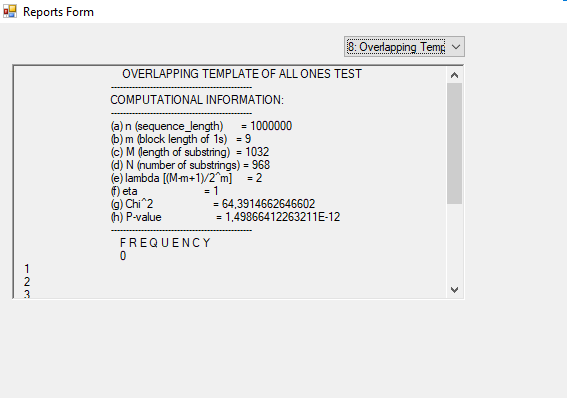 Reports Form
8: Overlapping Temp
OVERLAPPING TEMPLATE OF ALL ONES TEST
-----------------------------------------------
COMPUTATIONAL INFORMATION:
-----------------------------------------------
(a) n (sequence_length) = 1000000
(b) m (block length of 1s) = 9
(c) M (length of substring) = 1032
(d) N (number of substrings) = 968
(e) lambda [(M-m+1)/2^m] = 2
(f) eta = 1
(g) Chi^2 = 64,3914662646602
(h) P-value = 1,49866412263211E-12
-----------------------------------------------
F R E Q U E N C Y
0
1
2
3